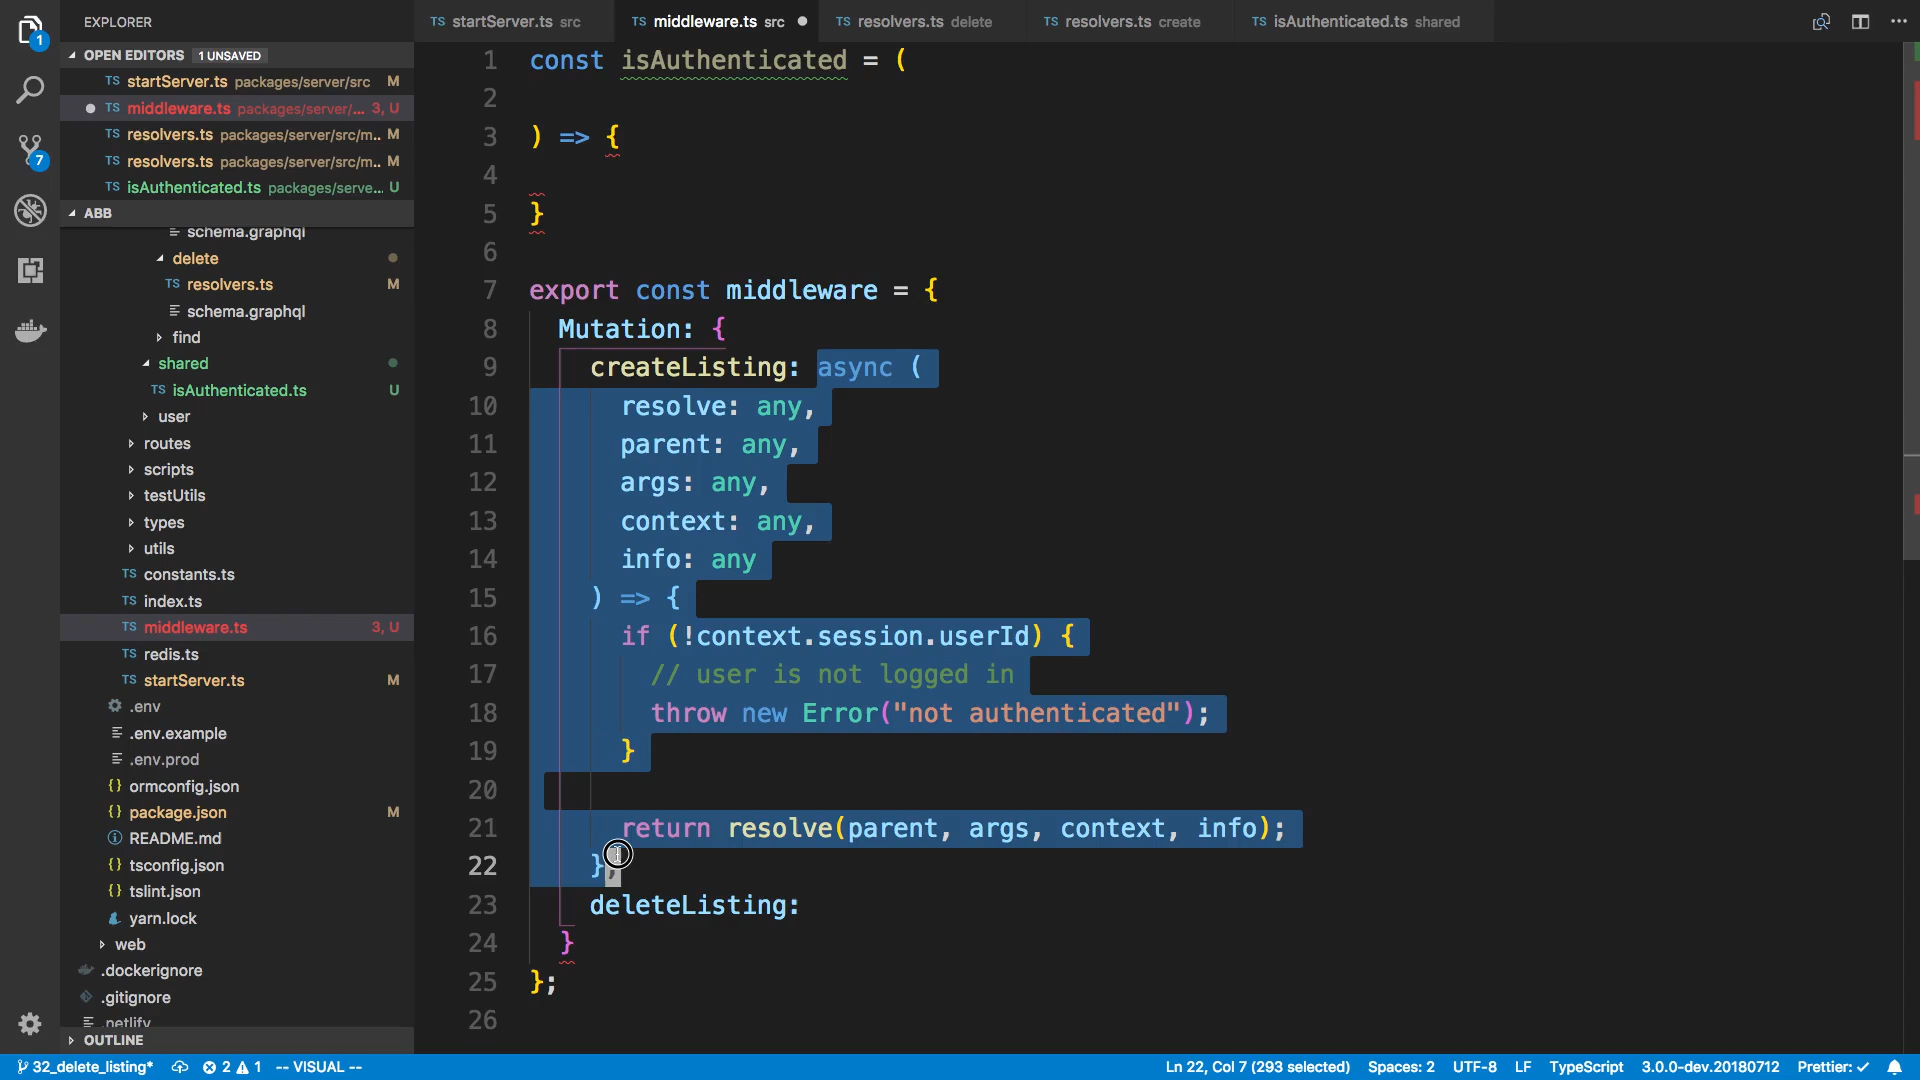 EXPLORER
TS startServer.ts src
TS middleware.ts src
TS resolvers.ts delete
TS resolvers.ts create
TS isAuthenticated.ts shared
1
OPEN EDITORS 1 UNSAVED
TS startServer.ts packages/server/src M
TS middleware.ts packages/server/... 3, U
TS resolvers.ts packages/server/src/m... M
TS resolvers.ts packages/server/src/m... M
TS isAuthenticated.ts packages/serve... U
7
ABB
schema.graphql
delete
TS resolvers.ts M
schema.graphql
find
shared
TS isAuthenticated.ts U
user
routes
scripts
testUtils
types
utils
TS constants.ts
TS index.ts
TS middleware.ts 3, U
TS redis.ts
TS startServer.ts M
.env
.env.example
.env.prod
{} ormconfig.json
{} package.json M
README.md
{} tsconfig.json
{} tslint.json
yarn.lock
web
.dockerignore
.gitignore
.netlify
OUTLINE
1 const isAuthenticated = (
2
3 ) => {
4
5 }
6
7 export const middleware = {
8 Mutation: {
9 createListing: async (
10 resolve: any,
11 parent: any,
12 args: any,
13 context: any,
14 info: any
15 ) => {
16 if (!context.session.userId) {
17 // user is not logged in
18 throw new Error("not authenticated");
19 }
20
21 return resolve(parent, args, context, info);
22 };
23 deleteListing:
24 }
25 };
26
32_delete_listing* 2 1 -- VISUAL -- Ln 22, Col 7 (293 selected) Spaces: 2 UTF-8 LF TypeScript 3.0.0-dev.20180712 Prettier: ✓